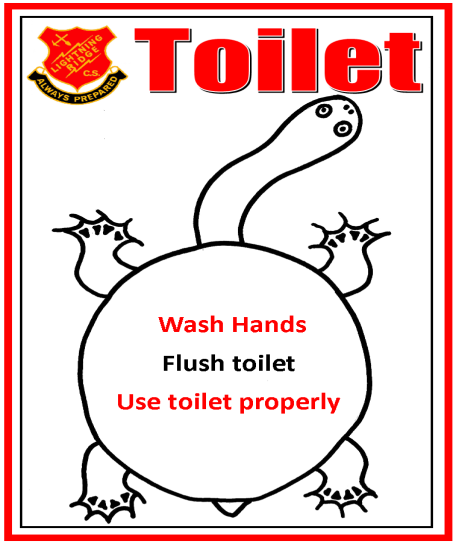 LIGHTNING
RIDGE
C.S.
ALWAYS PREPARED
Toilet
Wash Hands
Flush toilet
Use toilet properly